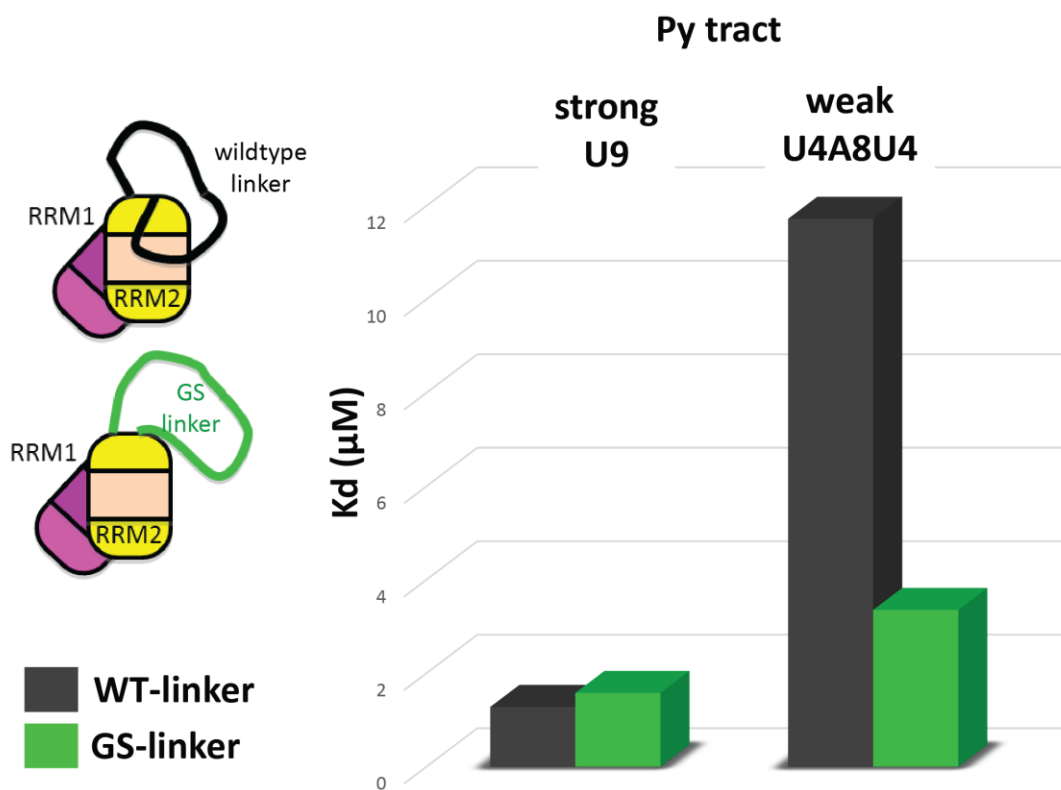 Py tract
strong
U9
weak
U4A8U4
wildtype
linker
RRM1
RRM2
GS
linker
RRM1
RRM2
WT-linker
GS-linker
Kd (μM)
12
10
8
6
4
2
0